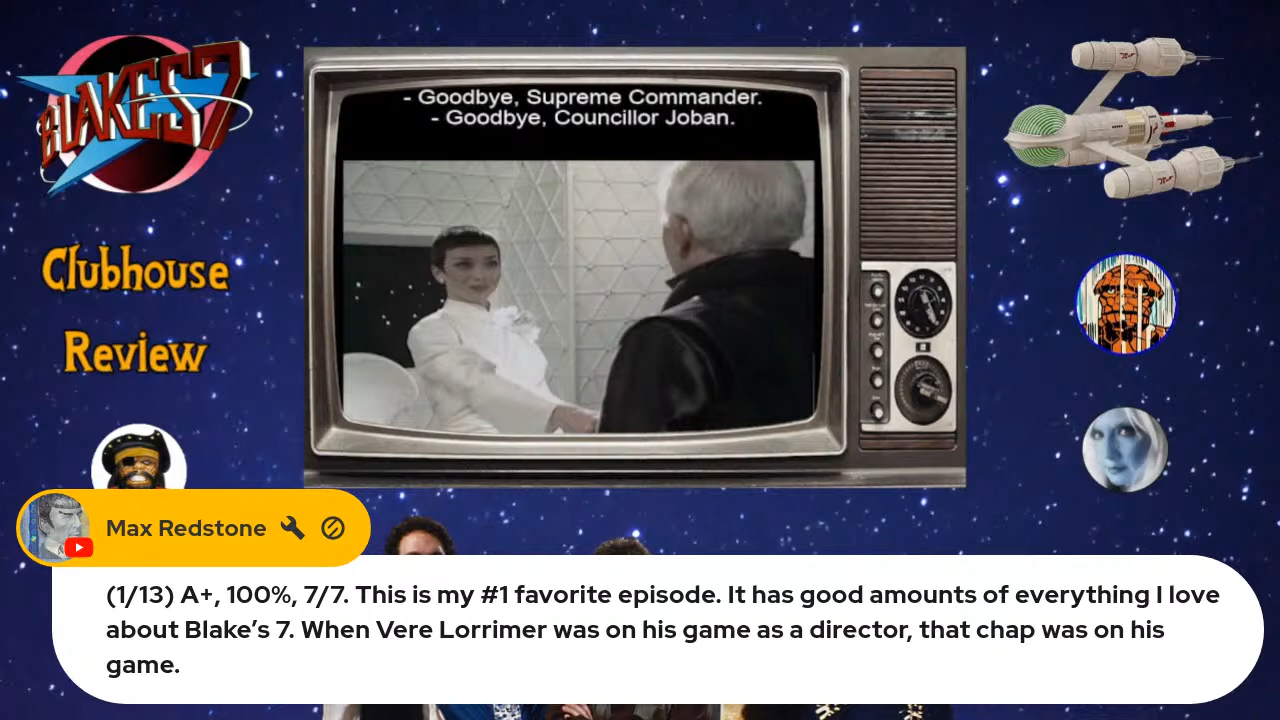 BLAKES 7
- Goodbye, Supreme Commander.
- Goodbye, Councillor Joban.
Clubhouse
Review
Max Redstone
(1/13) A+, 100%, 7/7. This is my #1 favorite episode. It has good amounts of everything I love
about Blake’s 7. When Vere Lorrimer was on his game as a director, that chap was on his
game.